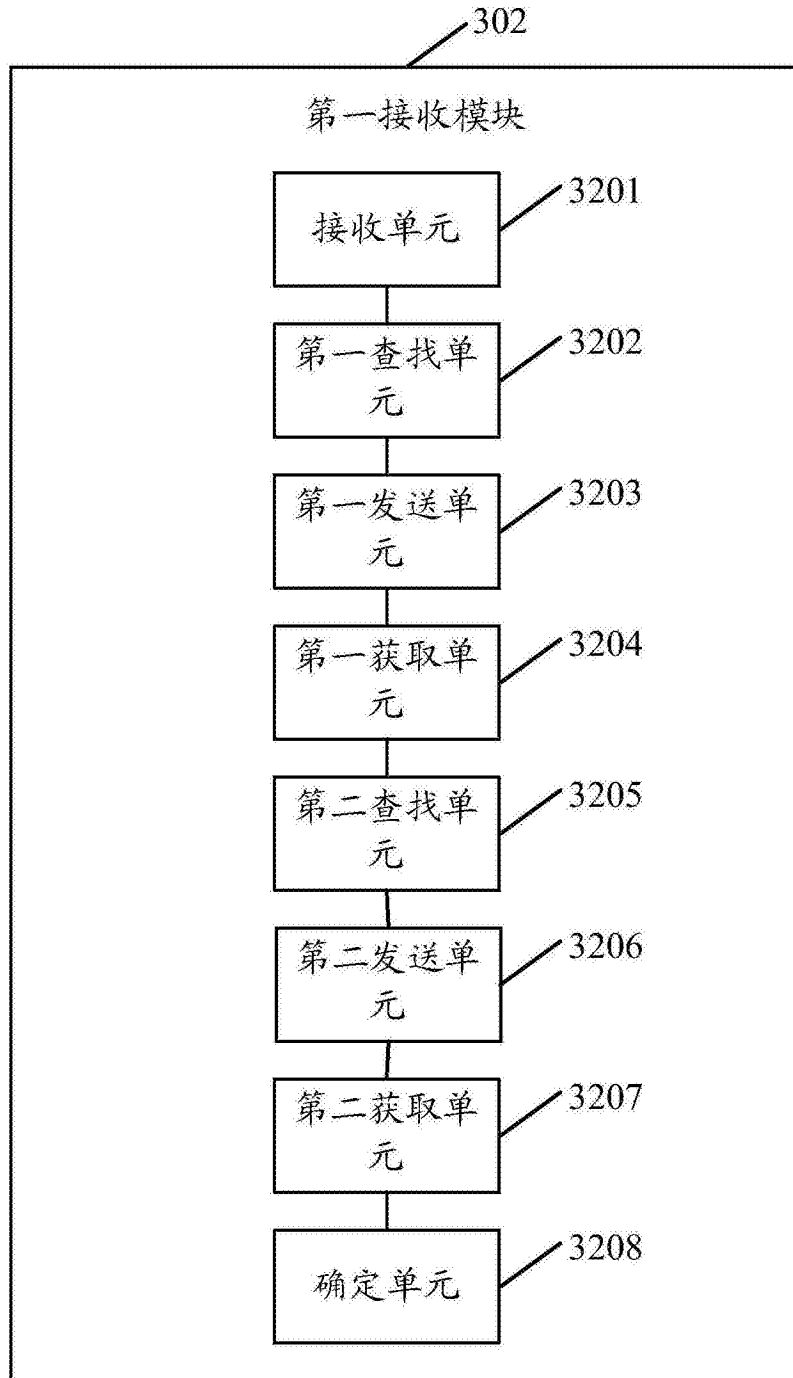 302
第一接收模块
3201
接收单元
3202
第一查找单
元
3203
第一发送单
元
3204
第一获取单
元
3205
第二查找单
元
3206
第二发送单
元
3207
第二获取单
元
3208
确定单元